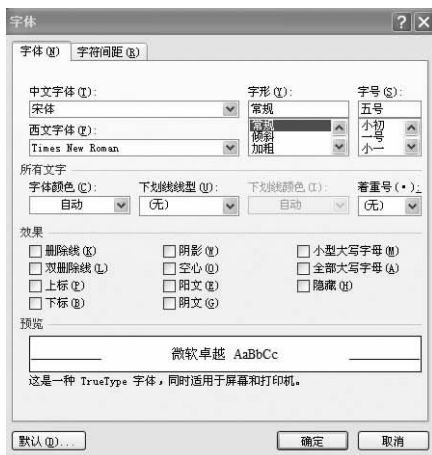 字体
字体(N) 字符间距(R)
中文字体(T): 字形(Y): 字号(S):
宋体 常规 五号
西文字体(F): 常规 小初
Times New Roman 倾斜 一号
加粗 小一
所有文字
字体颜色(C): 下划线线型(U): 下划线颜色(I): 着重号(·):
自动 (无) 自动 (无)
效果
删除线(K) 阴影(W) 小型大写字母(M)
双删除线(L) 空心(O) 全部大写字母(A)
上标(P) 阳文(E) 隐藏(H)
下标(B) 阴文(G)
预览
微软卓越 AaBbCc
这是一种 TrueType 字体，同时适用于屏幕和打印机。
默认(D)... 确定 取消